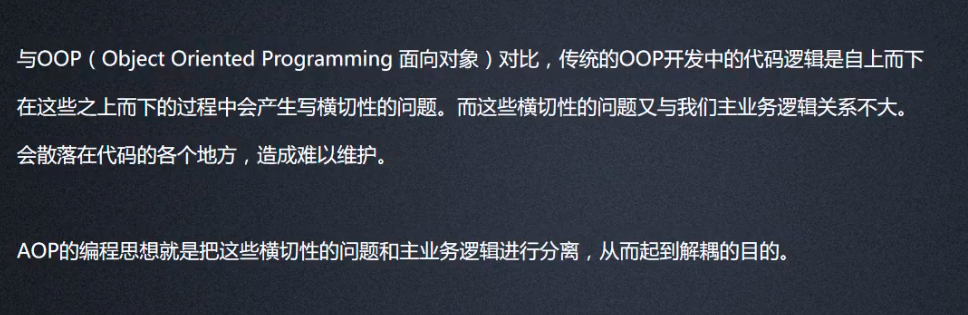 与OOP（Object Oriented Programming 面向对象）对比，传统的OOP开发中的代码逻辑是自上而下
在这些之上而下的过程中会产生写横切性的问题。而这些横切性的问题又与我们主业务逻辑关系不大。
会散落在代码的各个地方，造成难以维护。
AOP的编程思想就是把这些横切性的问题和主业务逻辑进行分离，从而起到解耦的目的。